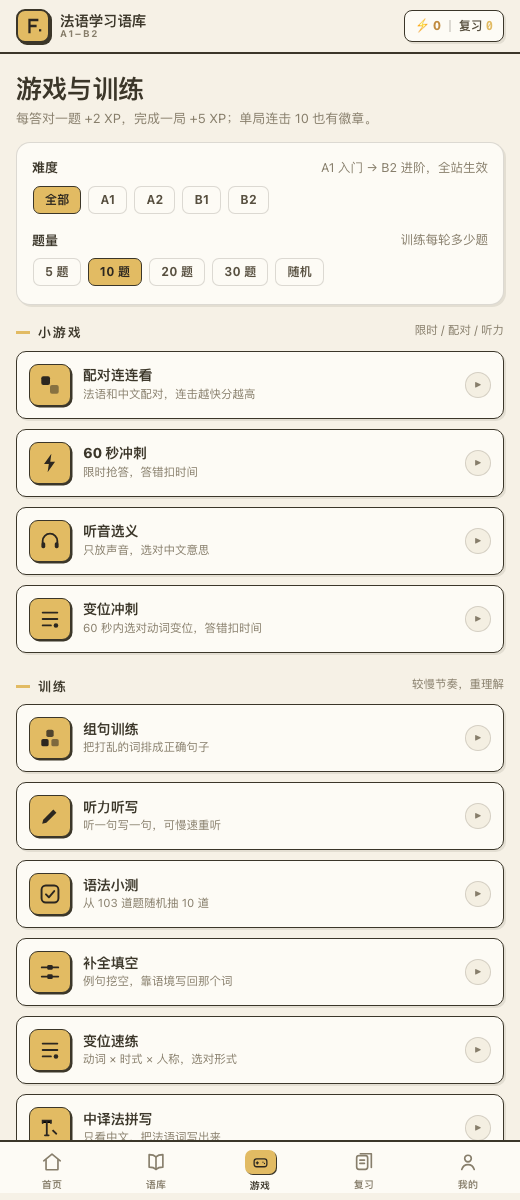 F.
法语学习语库
A1–B2
⚡ 0 | 复习 0
游戏与训练
每答对一题 +2 XP，完成一局 +5 XP；单局连击 10 也有徽章。
难度
A1 入门 → B2 进阶，全站生效
全部 A1 A2 B1 B2
题量
训练每轮多少题
5 题 10 题 20 题 30 题 随机
小游戏
限时 / 配对 / 听力
配对连连看
法语和中文配对，连击越快分越高
60 秒冲刺
限时抢答，答错扣时间
听音选义
只放声音，选对中文意思
变位冲刺
60 秒内选对动词变位，答错扣时间
训练
较慢节奏，重理解
组句训练
把打乱的词排成正确句子
听力听写
听一句写一句，可慢速重听
语法小测
从 103 道题随机抽 10 道
补全填空
例句挖空，靠语境写回那个词
变位速练
动词 × 时式 × 人称，选对形式
中译法拼写
只看中文，把法语词写出来
首页 语库 游戏 复习 我的